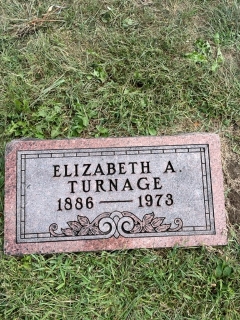 ELIZABETH A.
TURNAGE
1886 — 1973